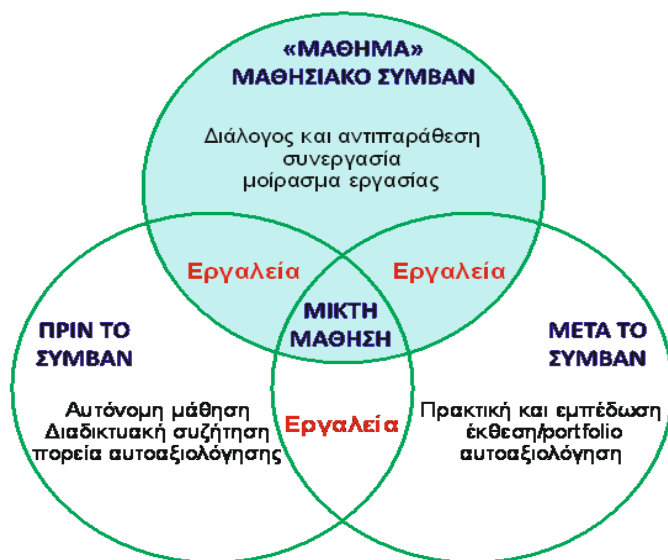 «ΜΑΘΗΜΑ»
ΜΑΘΗΣΙΑΚΟ ΣΥΜΒΑΝ
Διάλογος και αντιπαράθεση
συνεργασία
μοίρασμα εργασίας
Εργαλεία
Εργαλεία
ΜΙΚΤΗ
ΜΑΘΗΣΗ
ΠΡΙΝ ΤΟ
ΣΥΜΒΑΝ
Αυτόνομη μάθηση
Διαδικτυακή συζήτηση
πορεία αυτοαξιολόγησης
Εργαλεία
ΜΕΤΑ ΤΟ
ΣΥΜΒΑΝ
Πρακτική και εμπέδωση
έκθεση/portfolio
αυτοαξιολόγηση